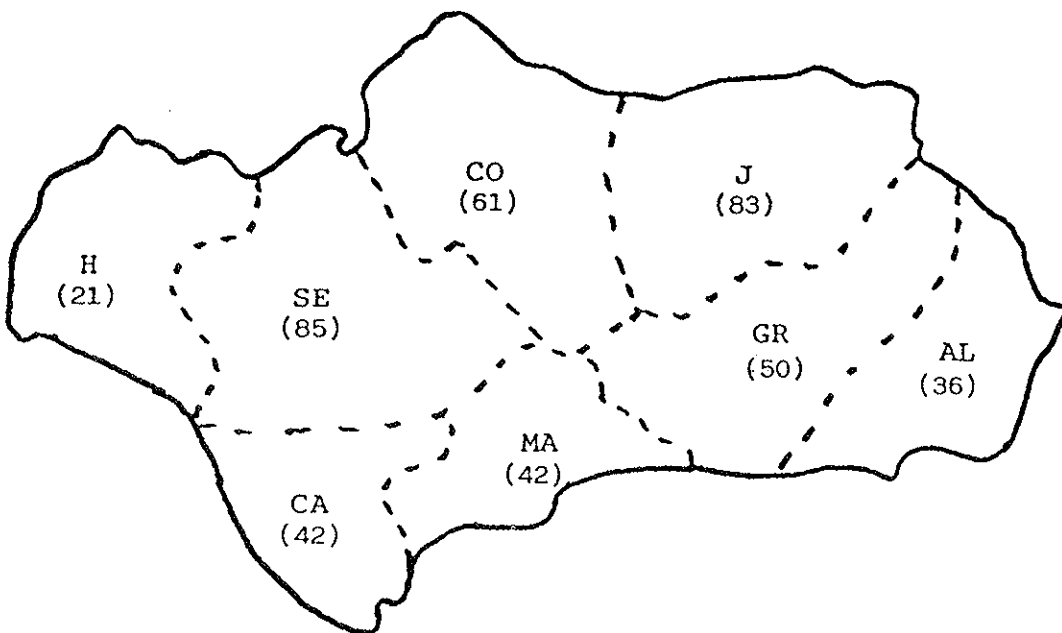 CO
(61)
J
(83)
H
(21)
SE
(85)
GR
(50)
AL
(36)
MA
(42)
CA
(42)